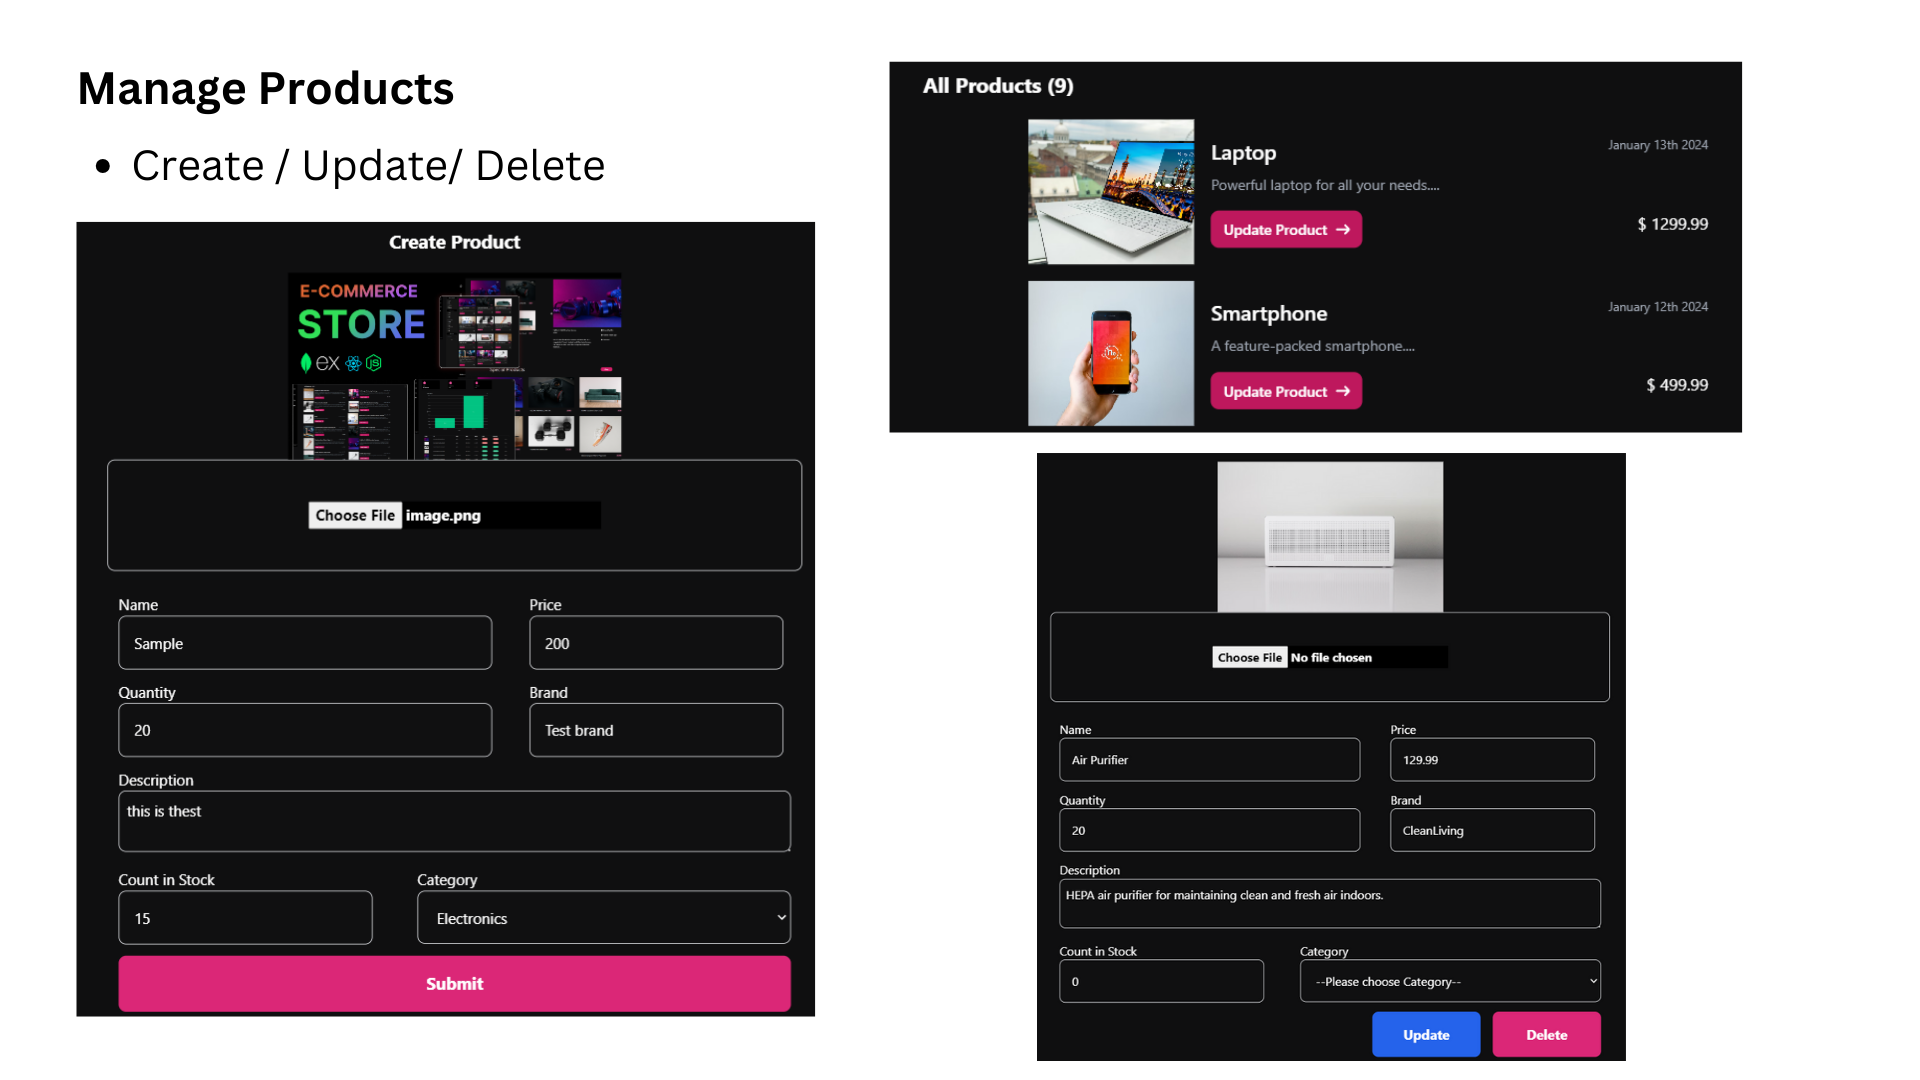 Manage Products
• Create / Update/ Delete
Create Product
E-COMMERCE
STORE
ex
JS
Choose File image.png
Name
Price
Sample
200
Quantity
Brand
20
Test brand
Description
this is thest
Count in Stock
Category
15
Electronics
Submit
All Products (9)
Laptop
January 13th 2024
Powerful laptop for all your needs....
Update Product →
$ 1299.99
Smartphone
January 12th 2024
A feature-packed smartphone....
Update Product →
$ 499.99
Choose File No file chosen
Name
Price
Air Purifier
129.99
Quantity
Brand
20
CleanLiving
Description
HEPA air purifier for maintaining clean and fresh air indoors.
Count in Stock
Category
0
--Please choose Category--
Update
Delete